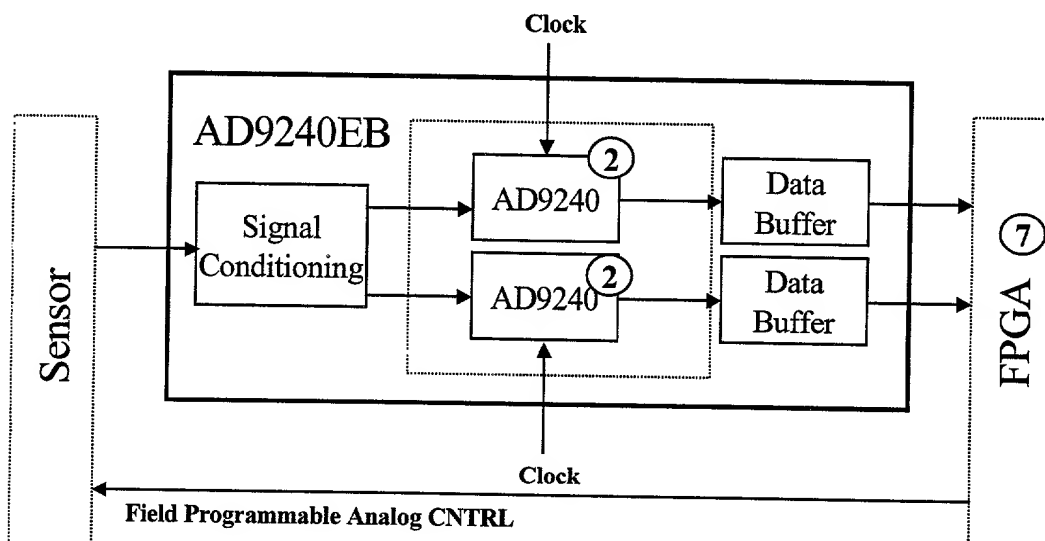 Clock
AD9240EB
2
AD9240
Data
Buffer
Signal
Conditioning
2
AD9240
Data
Buffer
Sensor
FPGA 7
Clock
Field Programmable Analog CNTRL